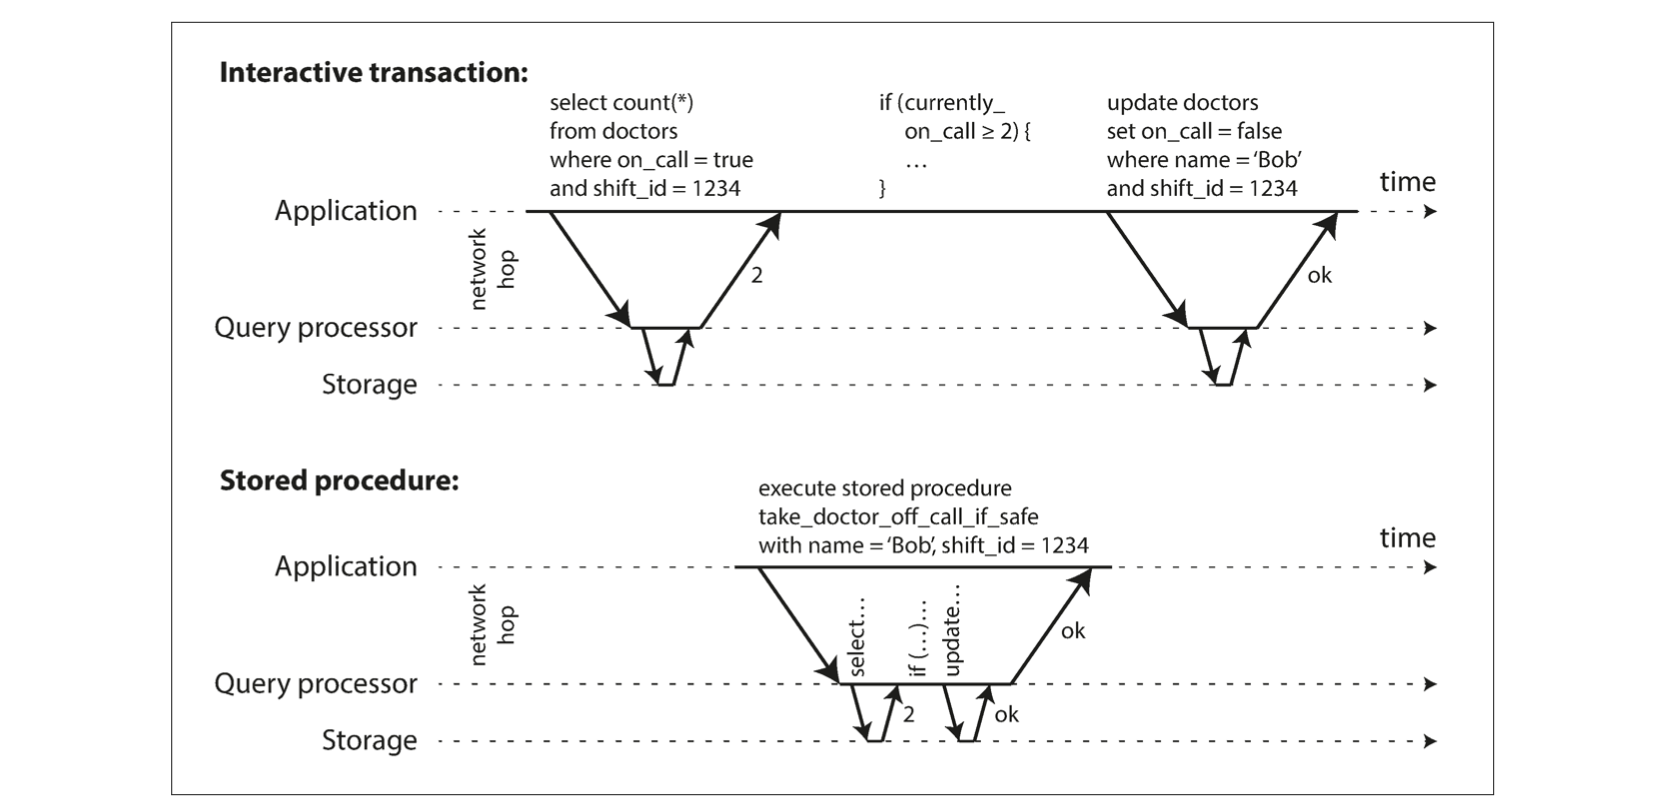 Interactive transaction:
select count(*)
from doctors
where on_call = true
and shift_id = 1234
if (currently_
on_call ≥ 2) {
…
}
update doctors
set on_call = false
where name = ‘Bob’
and shift_id = 1234
time
Application
network
hop
2
ok
Query processor
Storage
Stored procedure:
execute stored procedure
take_doctor_off_call_if_safe
with name = ‘Bob’, shift_id = 1234
time
Application
network
hop
select…
if (…)…
update…
ok
Query processor
2
ok
Storage